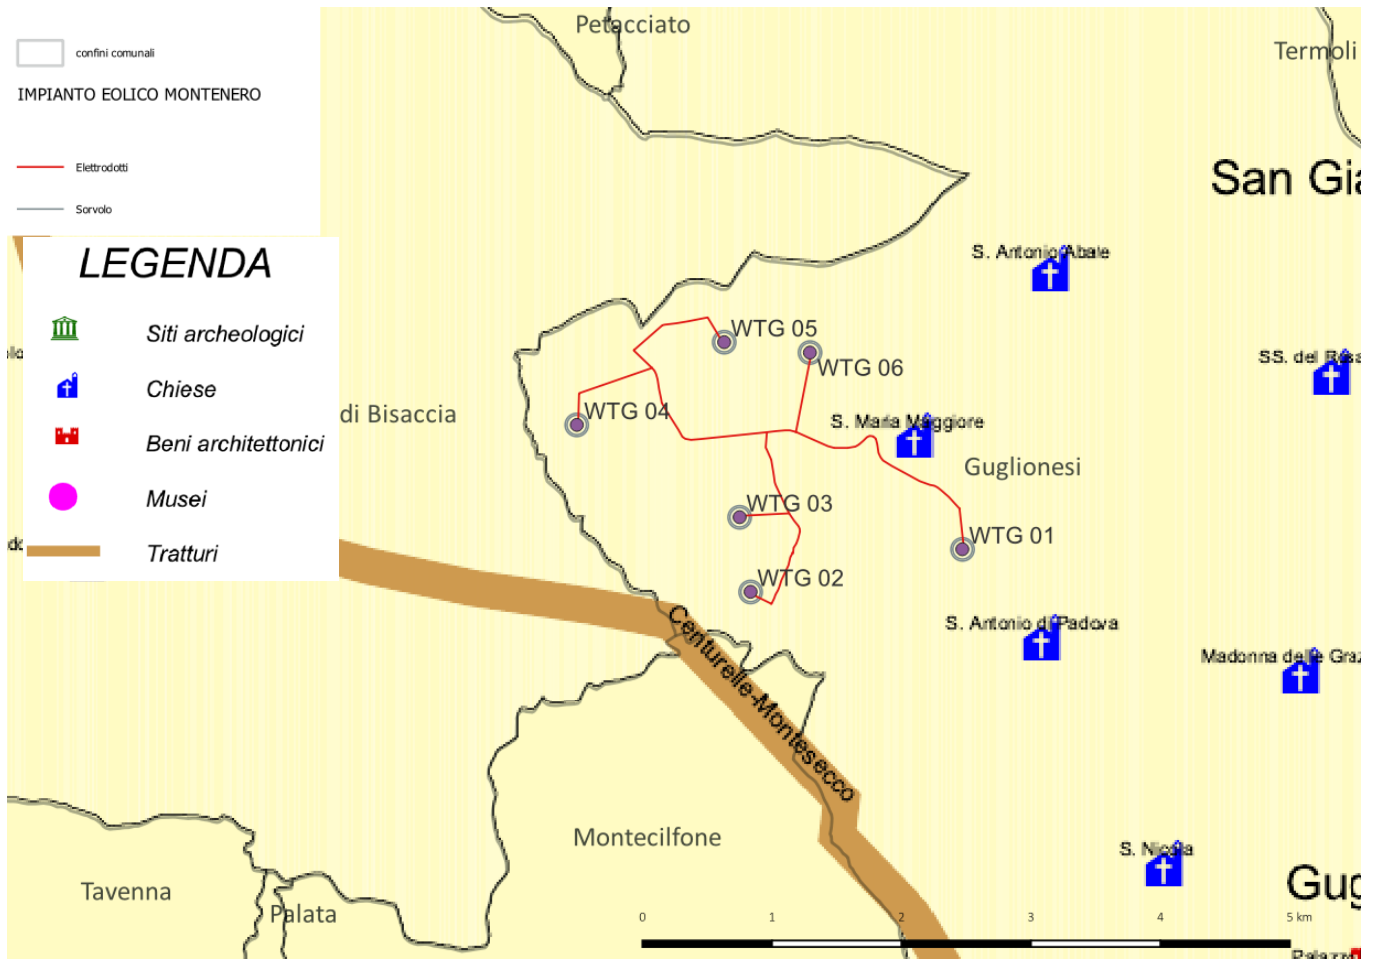 confini comunali
IMPIANTO EOLICO MONTENERO
Elettrodotti
Sorvolo
LEGENDA
Siti archeologici
Chiese
Beni architettonici
Musei
Tratturi
Petacciato
Termoli
San Gia
S. Antonio Abate
WTG 05
WTG 06
SS. del Rosa
di Bisaccia
WTG 04
S. Maria Maggiore
Guglionesi
WTG 03
WTG 01
WTG 02
S. Antonio di Padova
Centurelle-Montesecco
Madonna delle Graz
Montecilfone
S. Nicola
Tavenna
Palata
Gug
0 1 2 3 4 5 km